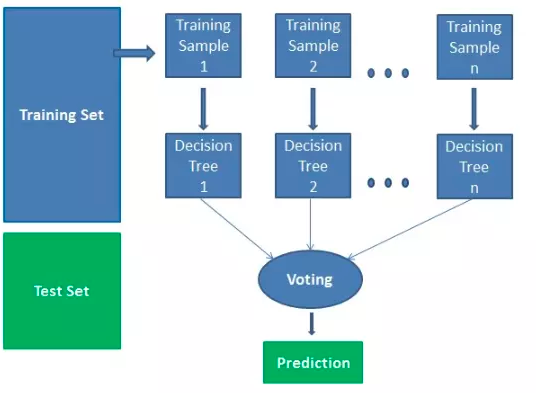 Training
Sample
1
Training
Sample
2
Training
Sample
n
Training Set
Decision
Tree
1
Decision
Tree
2
Decision
Tree
n
Test Set
Voting
Prediction